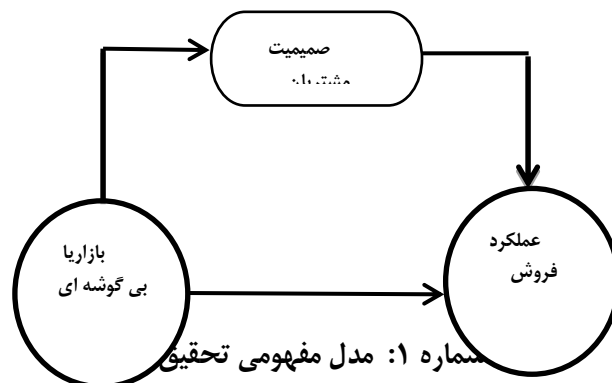 صمیمیت
بازاریا
بی گوشه ای
عملکرد
فروش
شماره ۱: مدل مفهومی تحقیق